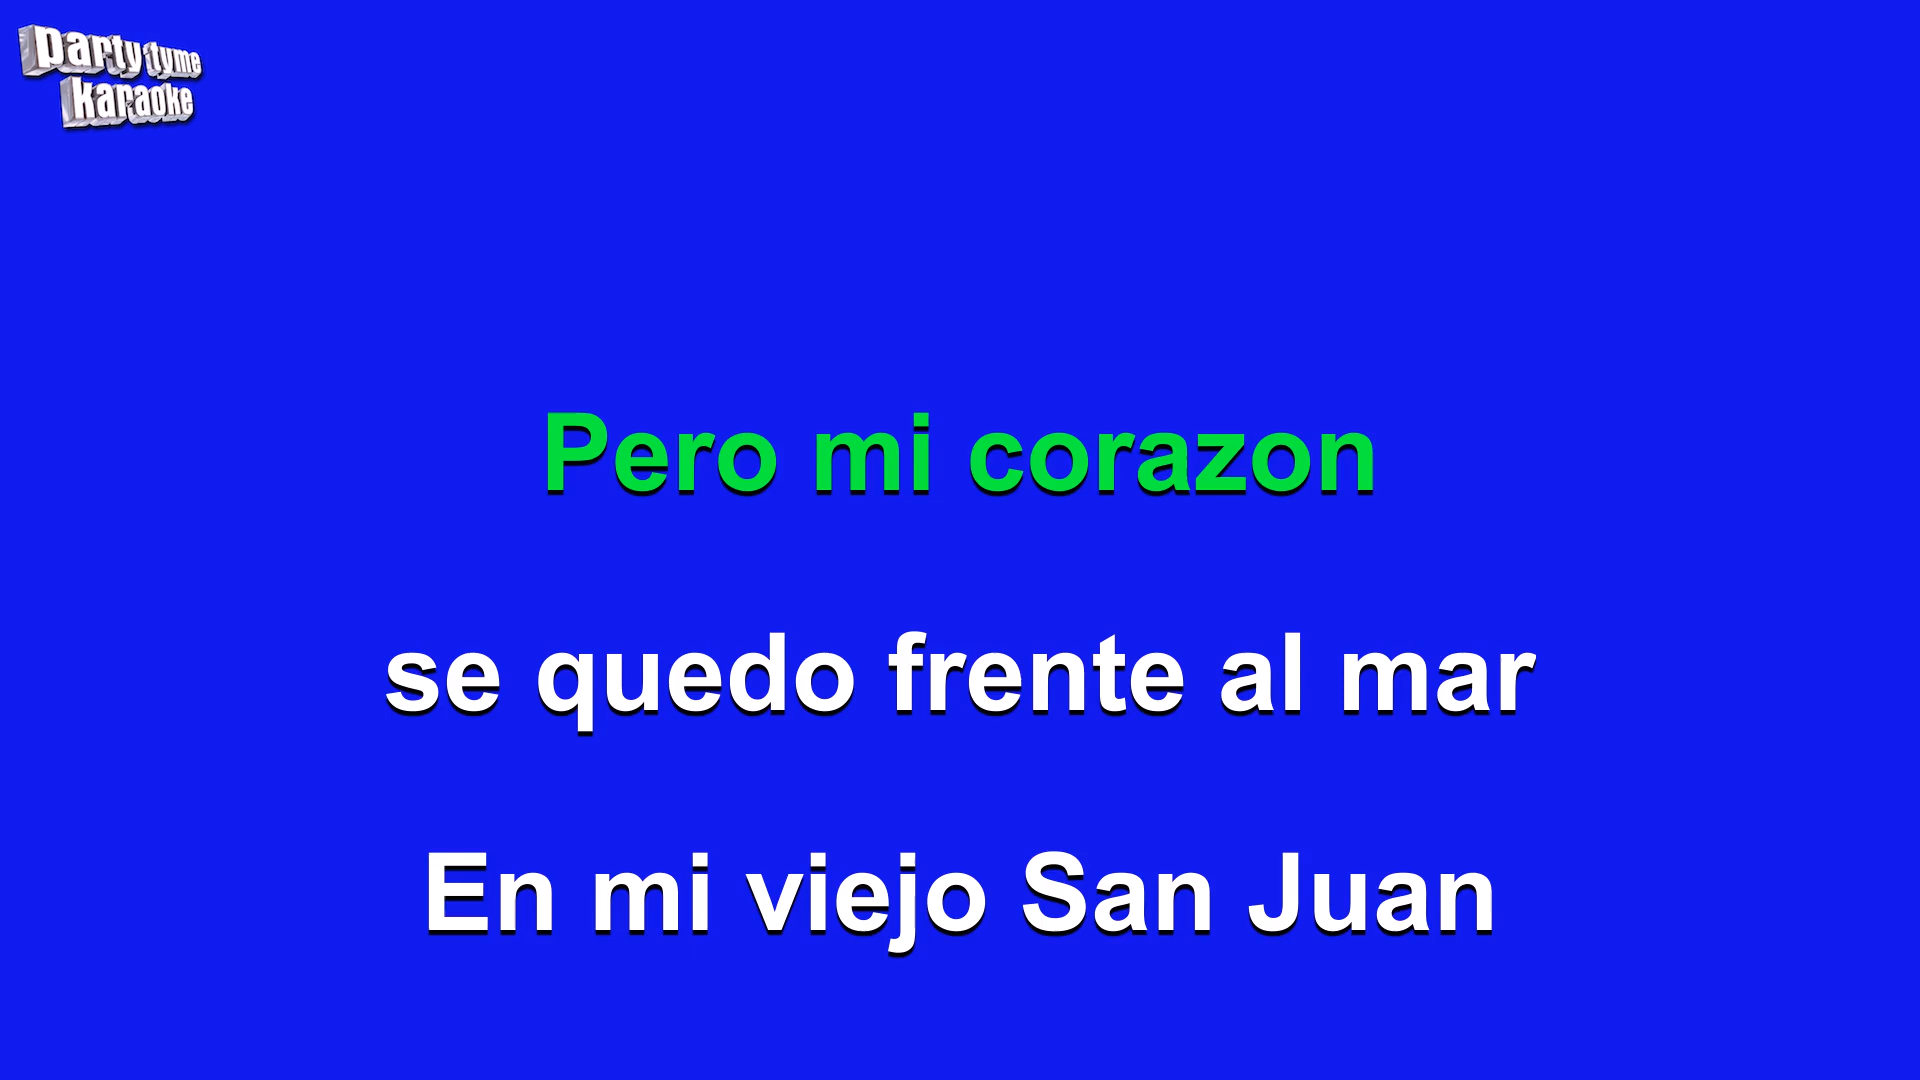 party tyme
karaoke
Pero mi corazon
se quedo frente al mar
En mi viejo San Juan